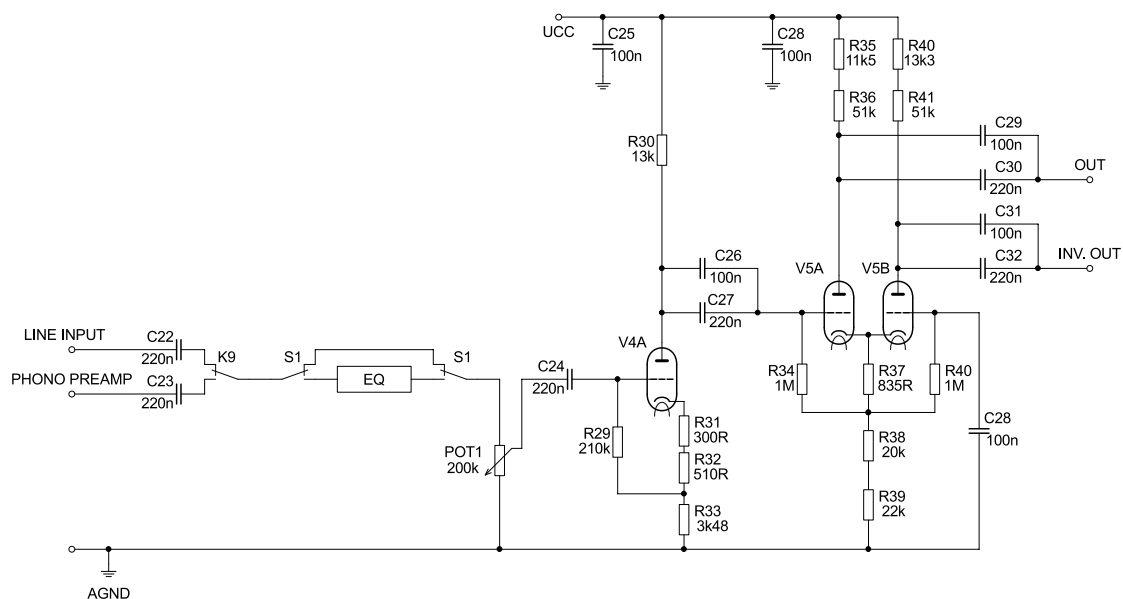 UCC
C25
100n
C28
100n
R35
11k5
R40
13k3
R36
51k
R41
51k
C29
100n
R30
13k
C30
220n
OUT
C31
100n
C26
100n
V5A
V5B
C32
220n
INV. OUT
C27
220n
LINE INPUT
C22
220n
K9
S1
S1
V4A
PHONO PREAMP
C23
220n
EQ
C24
220n
R34
1M
R37
835R
R40
1M
R31
300R
C28
100n
R29
210k
R32
510R
R38
20k
POT1
200k
R33
3k48
R39
22k
AGND